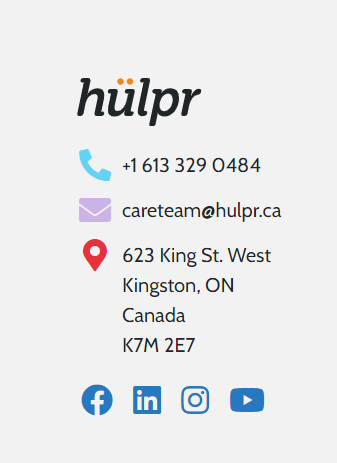 hülpr
+1 613 329 0484
careteam@hulpr.ca
623 King St. West
Kingston, ON
Canada
K7M 2E7